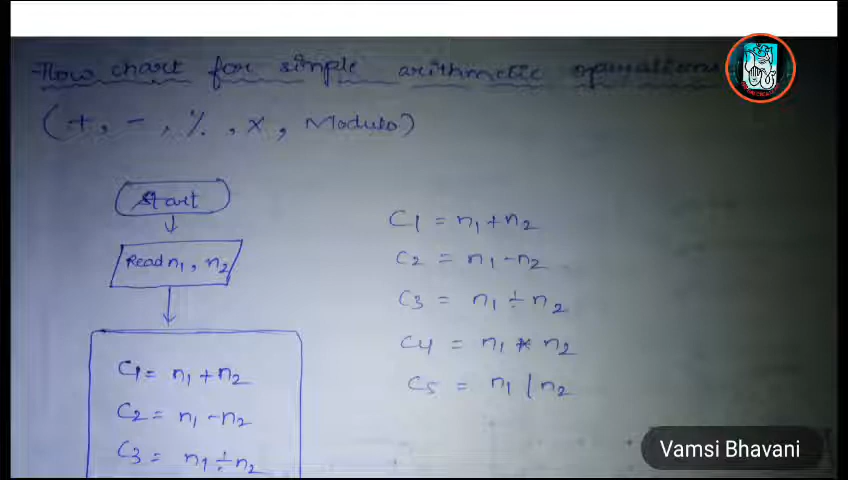 Flow chart for simple arithmetic operations
(+, -, %, ×, Modulo)
Start
Read n₁, n₂
C1 = n₁ + n₂
C2 = n₁ - n₂
C3 = n₁ ÷ n₂
C1 = n₁ + n₂
C2 = n₁ - n₂
C3 = n₁ ÷ n₂
C4 = n₁ * n₂
C5 = n₁ | n₂
Vamsi Bhavani